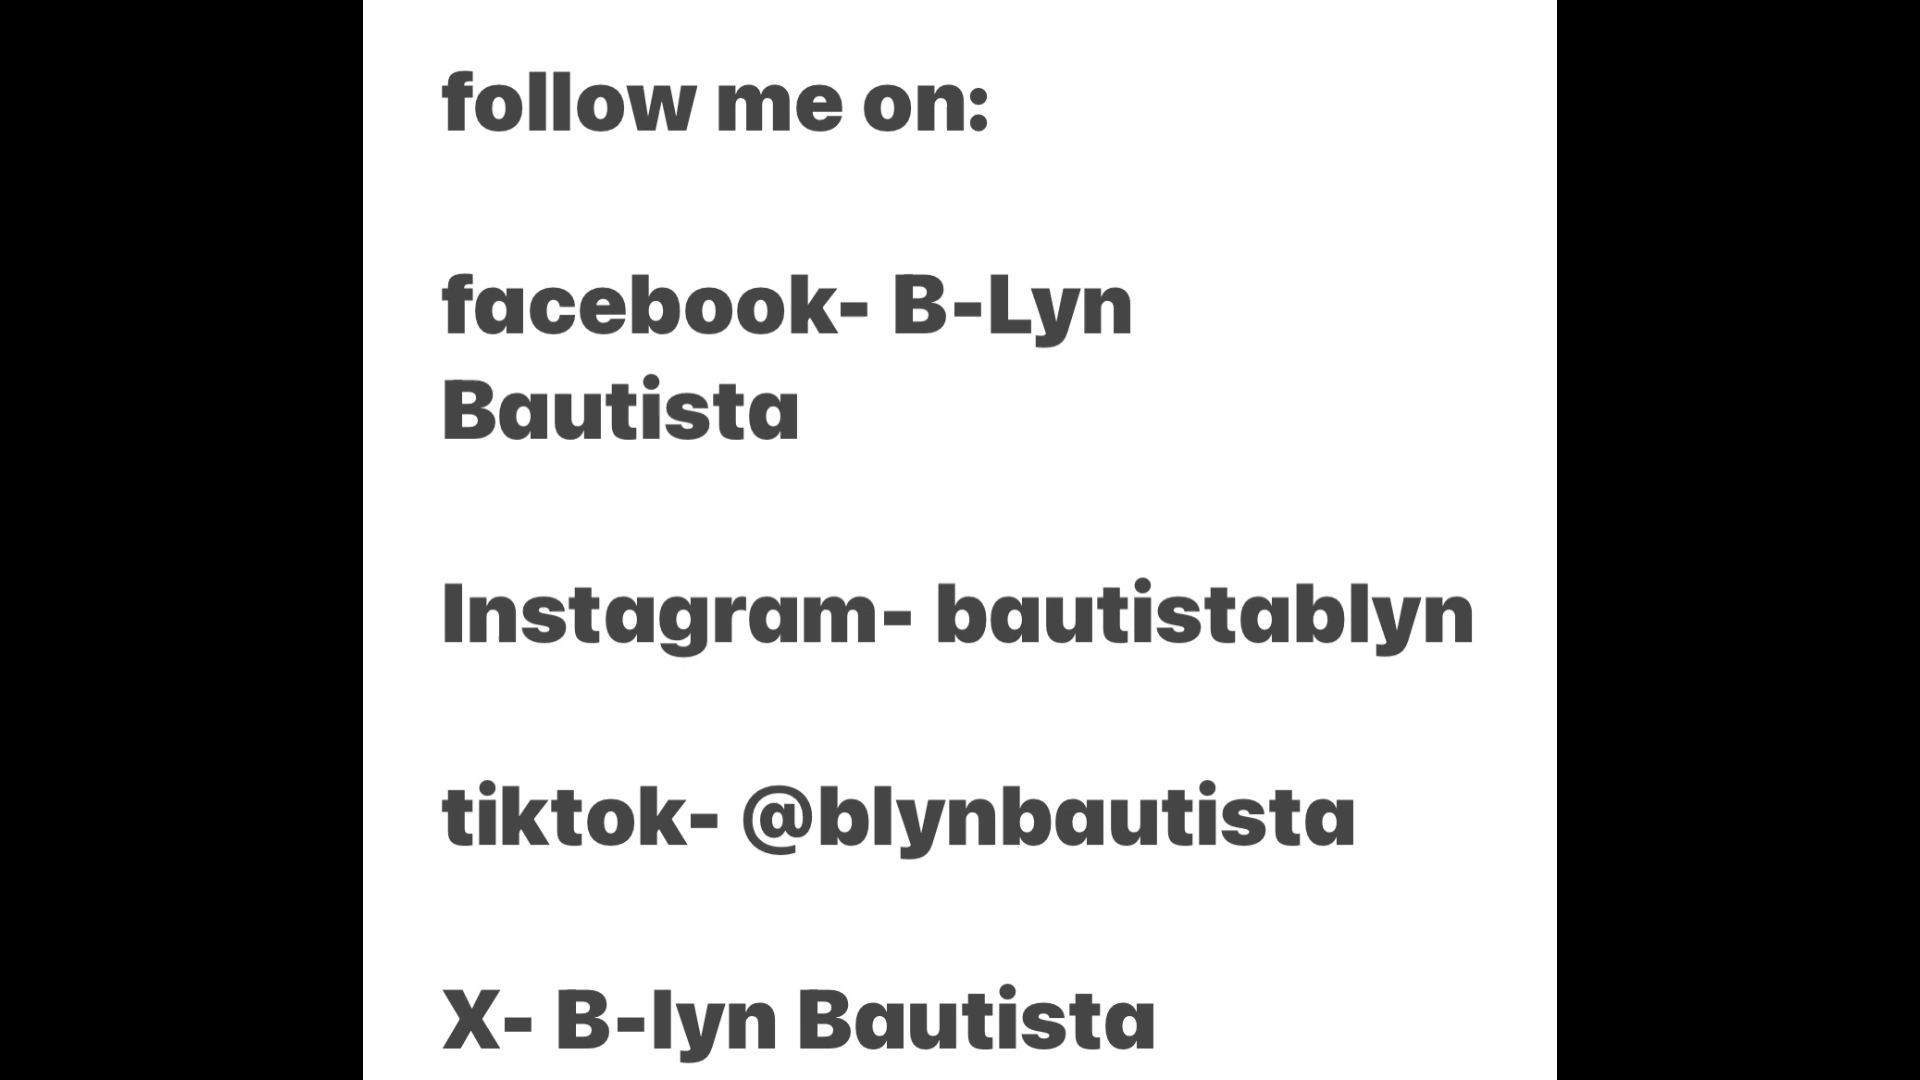 follow me on:
facebook- B-Lyn
Bautista
Instagram- bautistablyn
tiktok- @blynbautista
X- B-lyn Bautista